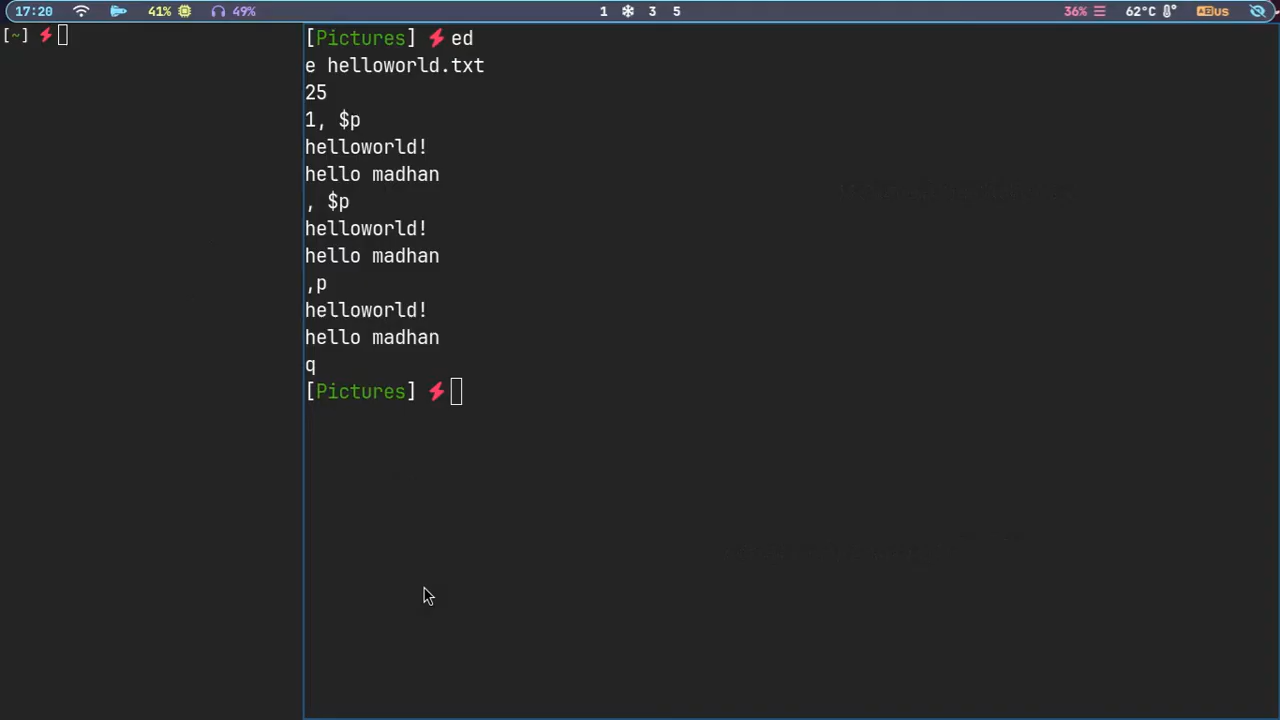 17:20 41% 49% 1 3 5 36% 62°C US
[~]
[Pictures] ed
e helloworld.txt
25
1, $p
helloworld!
hello madhan
, $p
helloworld!
hello madhan
,p
helloworld!
hello madhan
q
[Pictures]